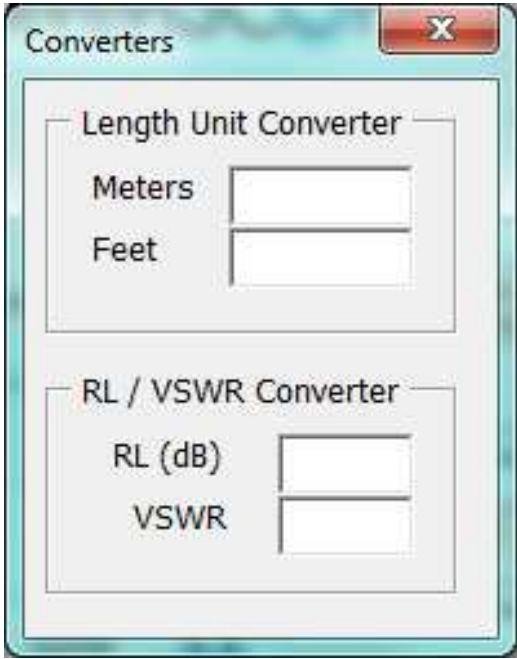 Converters
Length Unit Converter
Meters
Feet
RL / VSWR Converter
RL (dB)
VSWR